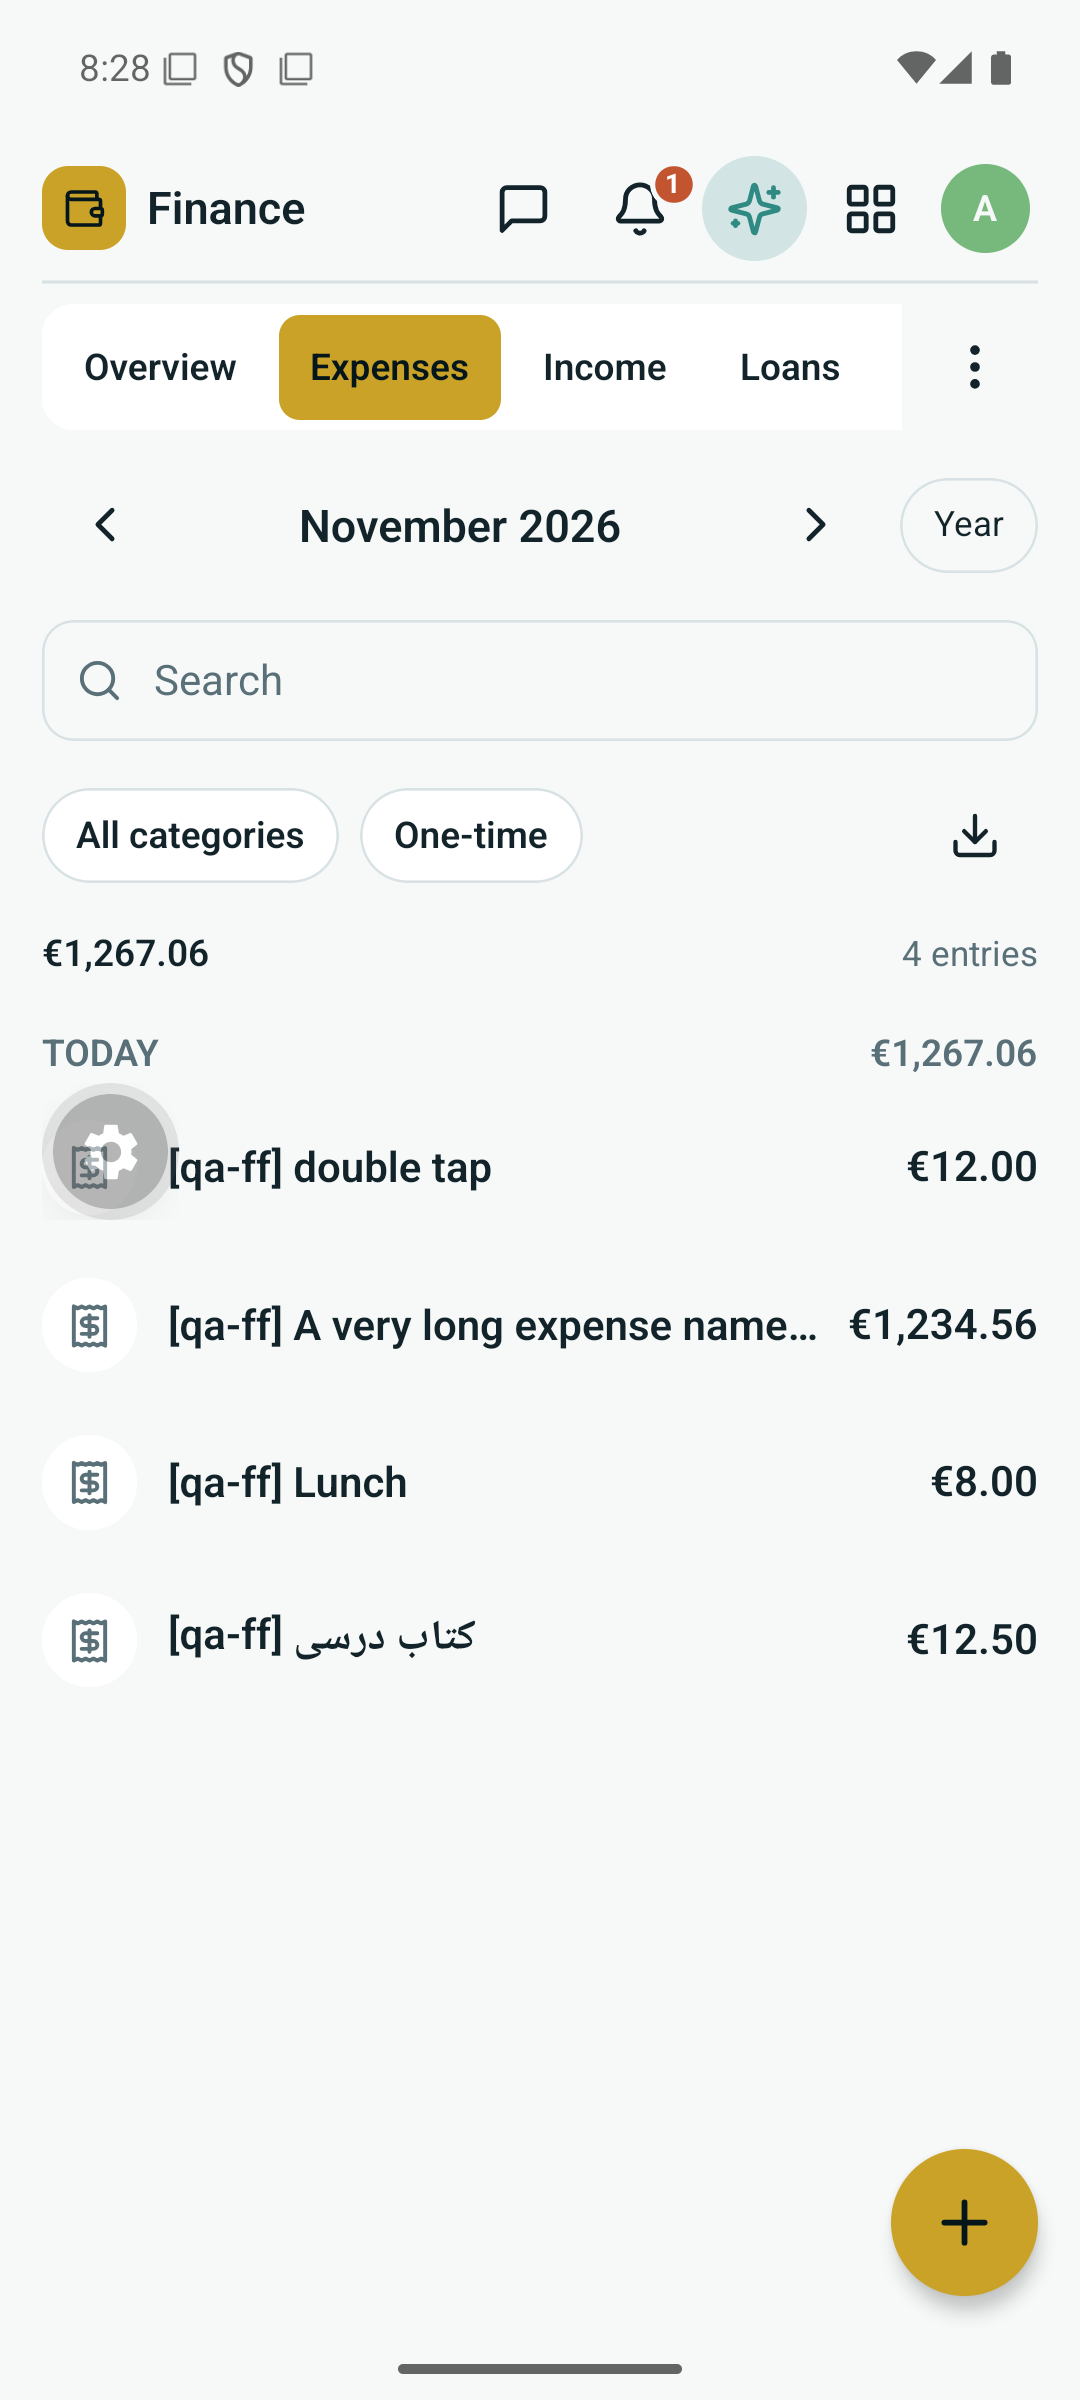 8:28
Finance
1
A
Overview Expenses Income Loans
November 2026
Year
Search
All categories
One-time
€1,267.06
4 entries
TODAY
€1,267.06
[qa-ff] double tap
€12.00
[qa-ff] A very long expense name...
€1,234.56
[qa-ff] Lunch
€8.00
[qa-ff] کتاب درسی
€12.50